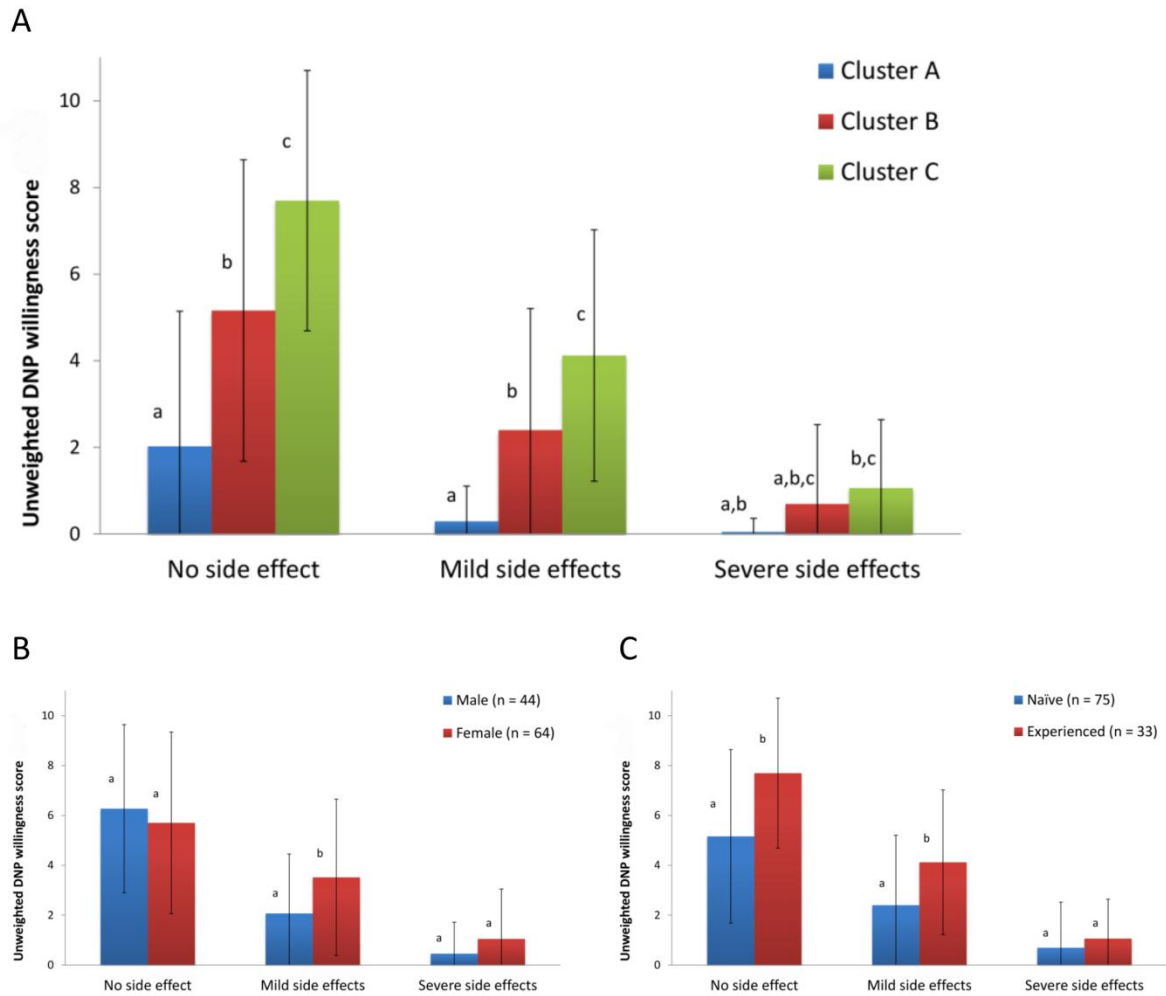 A
Unweighted DNP willingness score
10
8
6
4
2
0
Cluster A
Cluster B
Cluster C
a
b
c
a
b
c
a,b
a,b,c
b,c
No side effect
Mild side effects
Severe side effects
B
Unweighted DNP willingness score
10
8
6
4
2
0
Male (n = 44)
Female (n = 64)
a
a
a
b
a
a
No side effect
Mild side effects
Severe side effects
C
Unweighted DNP willingness score
10
8
6
4
2
0
Naïve (n = 75)
Experienced (n = 33)
a
b
a
b
a
a
No side effect
Mild side effects
Severe side effects